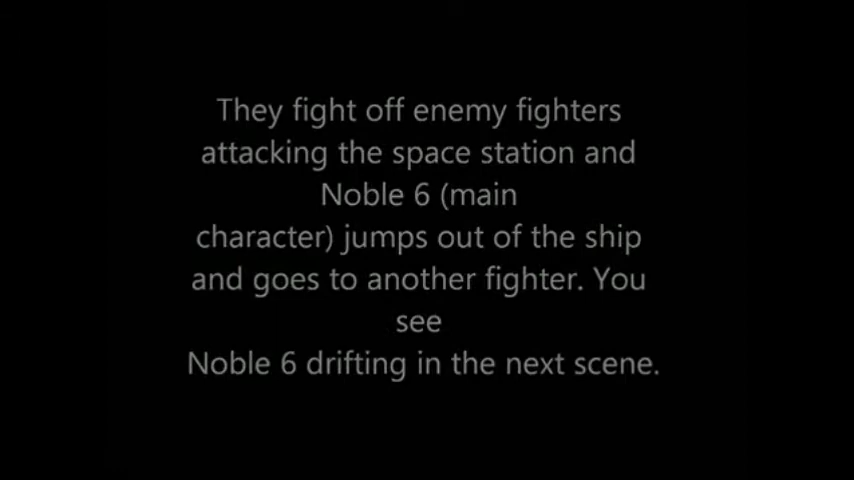 They fight off enemy fighters
attacking the space station and
Noble 6 (main
character) jumps out of the ship
and goes to another fighter. You
see
Noble 6 drifting in the next scene.